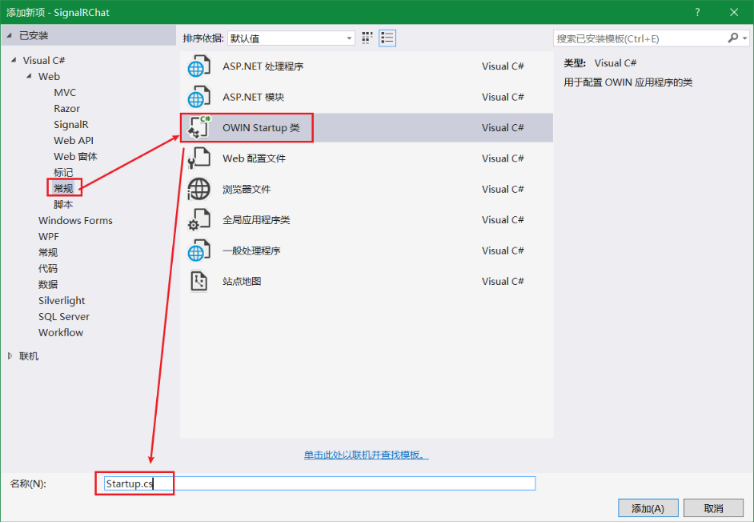 添加新项 - SignalRChat
?
已安装
排序依据: 默认值
搜索已安装模板(Ctrl+E)
Visual C#
Web
MVC
Razor
SignalR
Web API
Web 窗体
标记
常规
脚本
Windows Forms
WPF
常规
代码
数据
Silverlight
SQL Server
Workflow
联机
ASP.NET 处理程序 Visual C#
ASP.NET 模块 Visual C#
OWIN Startup 类 Visual C#
Web 配置文件 Visual C#
浏览器文件 Visual C#
全局应用程序类 Visual C#
一般处理程序 Visual C#
站点地图 Visual C#
类型: Visual C#
用于配置 OWIN 应用程序的类
单击此处以联机并查找模板。
名称(N): Startup.cs
添加(A) 取消